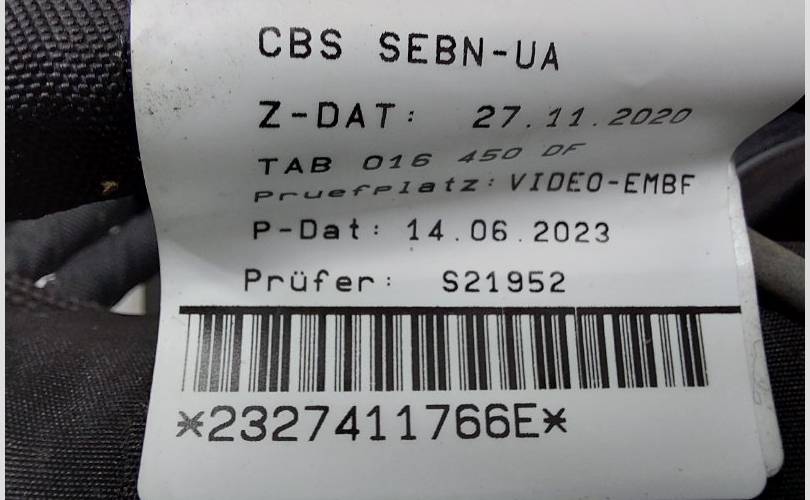 CBS SEBN-UA
Z-DAT: 27.11.2020
TAB 016 450 DF
Pruefplatz: VIDEO-EMBF
P-Dat: 14.06.2023
Prüfer: S21952
*2327411766E*